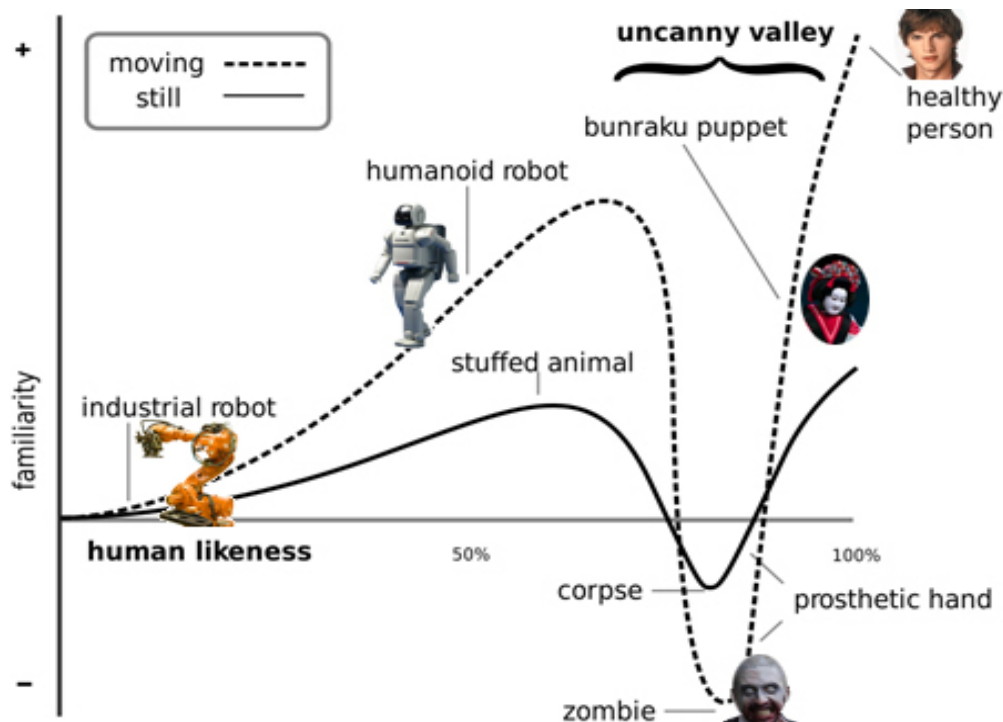 +
uncanny valley
moving
still
healthy
person
bunraku puppet
humanoid robot
stuffed animal
industrial robot
familiarity
human likeness
50%
100%
corpse
prosthetic hand
–
zombie